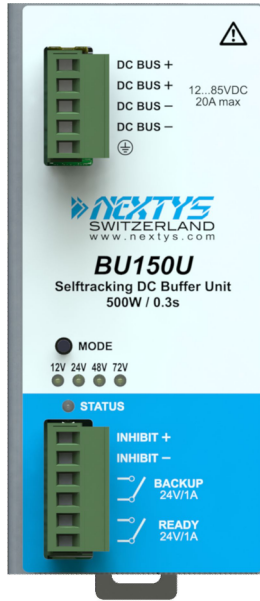 DC BUS +
DC BUS +
DC BUS −
DC BUS −
12...85VDC
20A max
NEXTYS
SWITZERLAND
www.nextys.com
BU150U
Selftracking DC Buffer Unit
500W / 0.3s
MODE
12V 24V 48V 72V
STATUS
INHIBIT +
INHIBIT −
BACKUP
24V/1A
READY
24V/1A